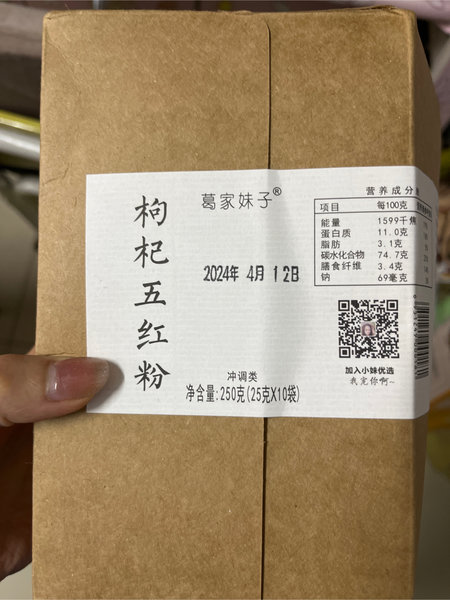 枸杞五红粉
葛家妹子®
2024年 4月 12日
冲调类
净含量:250克(25克X10袋)
营养成分
项目 每100克
能量 1599千焦
蛋白质 11.0克
脂肪 3.1克
碳水化合物 74.7克
膳食纤维 3.4克
钠 69毫克
加入小妹优选
我宠你啊~